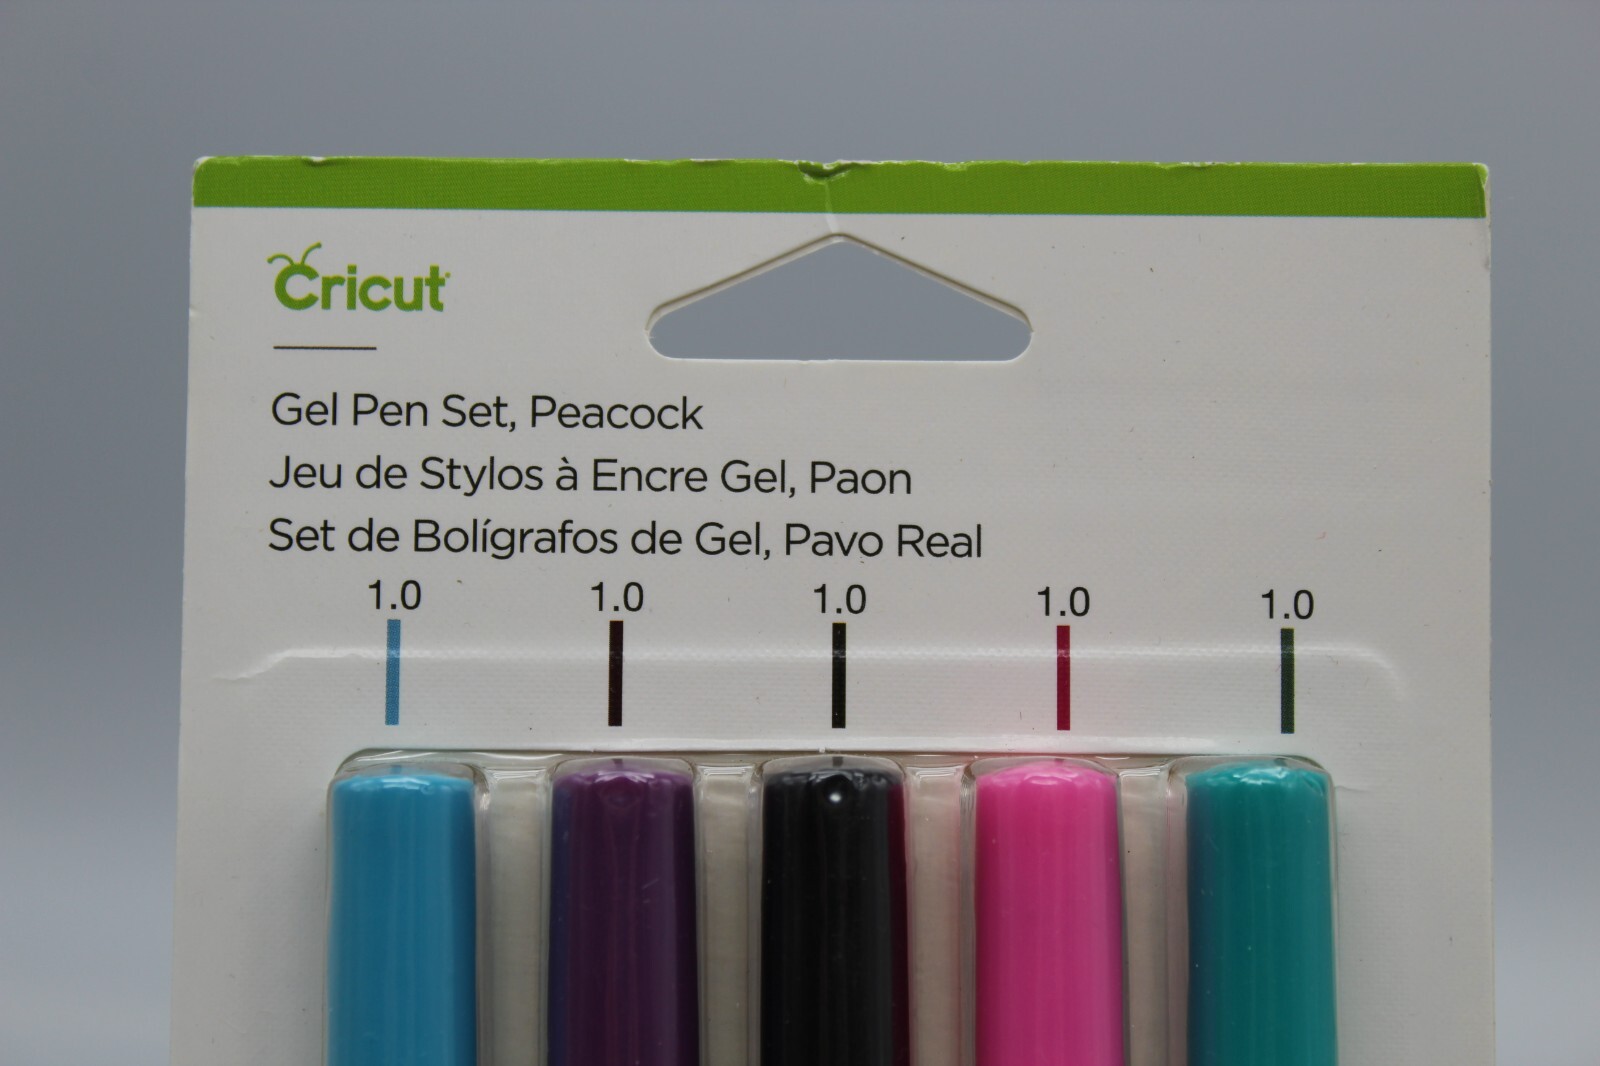 Cricut
Gel Pen Set, Peacock
Jeu de Stylos à Encre Gel, Paon
Set de Bolígrafos de Gel, Pavo Real
1.0 1.0 1.0 1.0 1.0